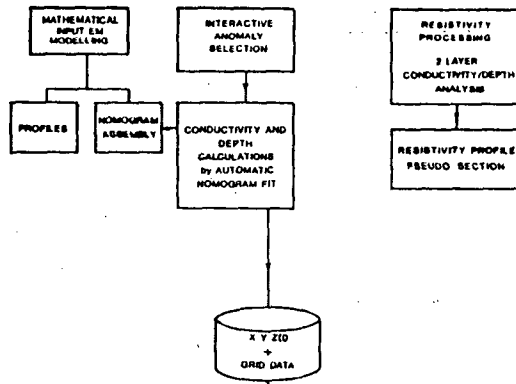 MATHEMATICAL
INPUT EM
MODELLING
PROFILES
NOMOGRAM
ASSEMBLY
INTERACTIVE
ANOMALY
SELECTION
CONDUCTIVITY AND
DEPTH
CALCULATIONS
by AUTOMATIC
NOMOGRAM FIT
X Y Z(I)
+
GRID DATA
RESISTIVITY
PROCESSING
2 LAYER
CONDUCTIVITY/DEPTH
ANALYSIS
RESISTIVITY PROFILE
PSEUDO SECTION